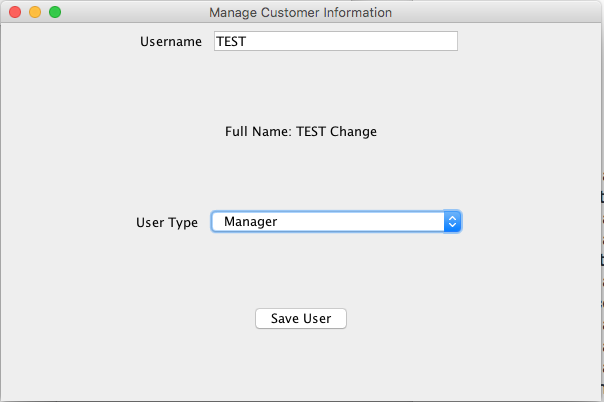 Manage Customer Information
Username TEST
Full Name: TEST Change
User Type Manager
Save User